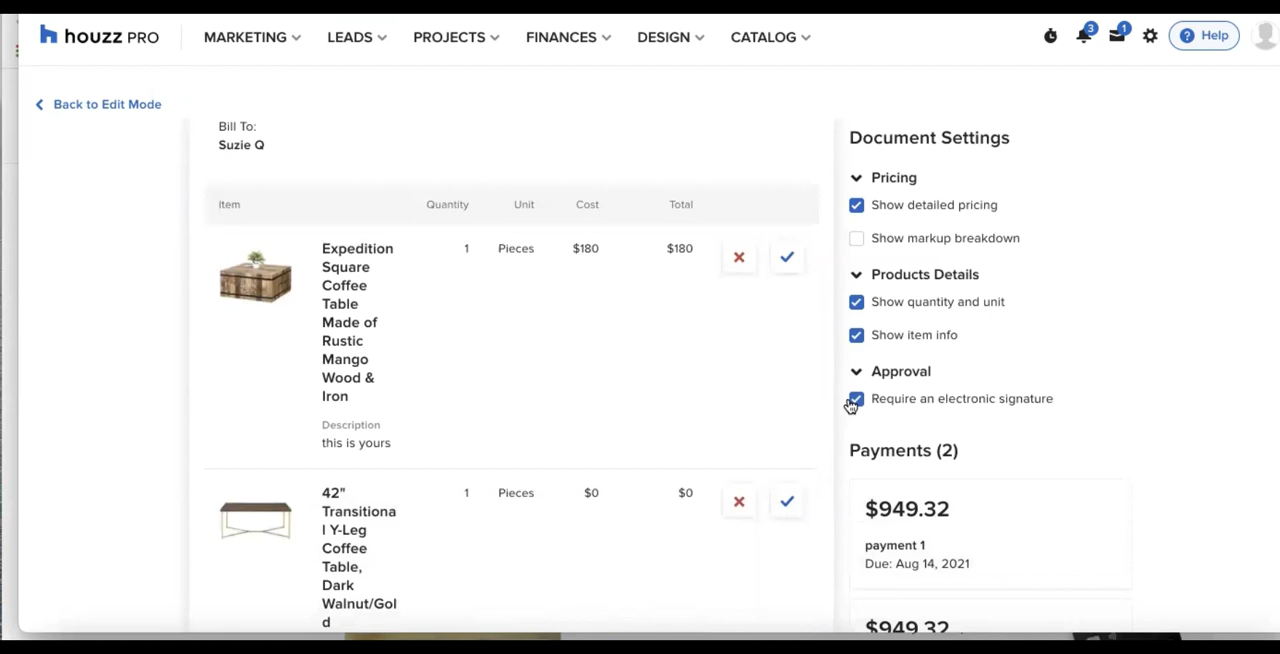 houzz PRO
MARKETING
LEADS
PROJECTS
FINANCES
DESIGN
CATALOG
3
1
? Help
Back to Edit Mode
Bill To:
Suzie Q
Item Quantity Unit Cost Total
Expedition 1 Pieces $180 $180
Square
Coffee
Table
Made of
Rustic
Mango
Wood &
Iron
Description
this is yours
42" 1 Pieces $0 $0
Transitiona
l Y-Leg
Coffee
Table,
Dark
Walnut/Gol
d
Document Settings
Pricing
Show detailed pricing
Show markup breakdown
Products Details
Show quantity and unit
Show item info
Approval
Require an electronic signature
Payments (2)
$949.32
payment 1
Due: Aug 14, 2021
$949.32